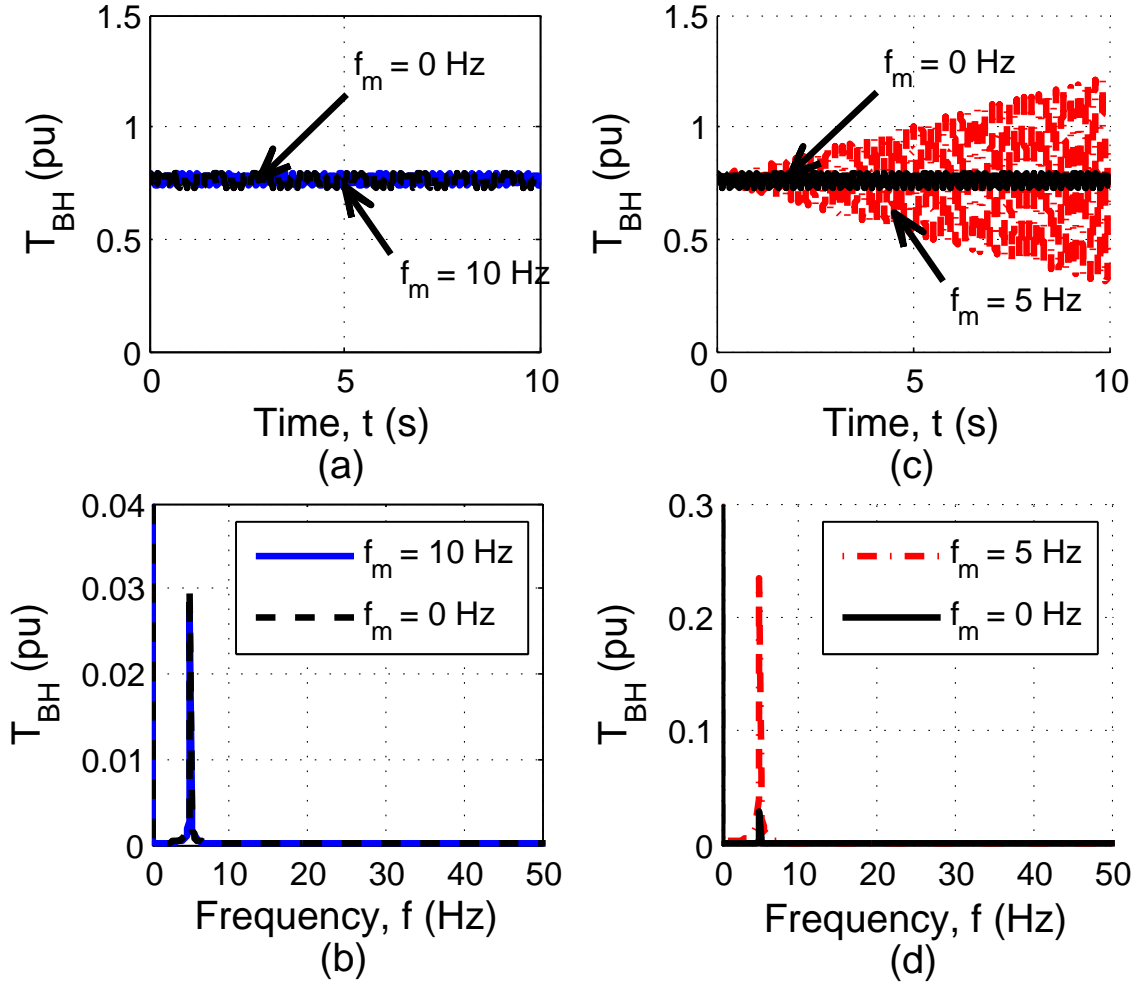 1.5
1
0.5
0
T_BH (pu)
f_m = 0 Hz
f_m = 10 Hz
0 5 10
Time, t (s)
(a)
1.5
1
0.5
0
T_BH (pu)
f_m = 0 Hz
f_m = 5 Hz
0 5 10
Time, t (s)
(c)
0.04
0.03
0.02
0.01
0
T_BH (pu)
f_m = 10 Hz
f_m = 0 Hz
0 10 20 30 40 50
Frequency, f (Hz)
(b)
0.3
0.2
0.1
0
T_BH (pu)
f_m = 5 Hz
f_m = 0 Hz
0 10 20 30 40 50
Frequency, f (Hz)
(d)